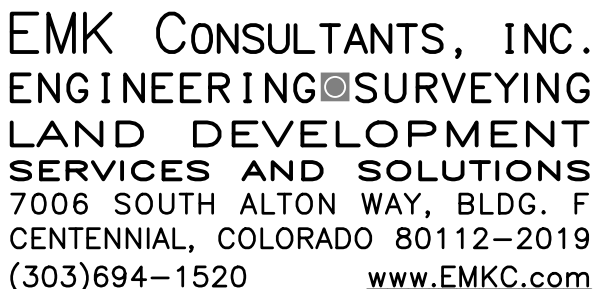 EMK CONSULTANTS, INC.
ENGINEERING SURVEYING
LAND DEVELOPMENT
SERVICES AND SOLUTIONS
7006 SOUTH ALTON WAY, BLDG. F
CENTENNIAL, COLORADO 80112-2019
(303)694-1520 www.EMKC.com